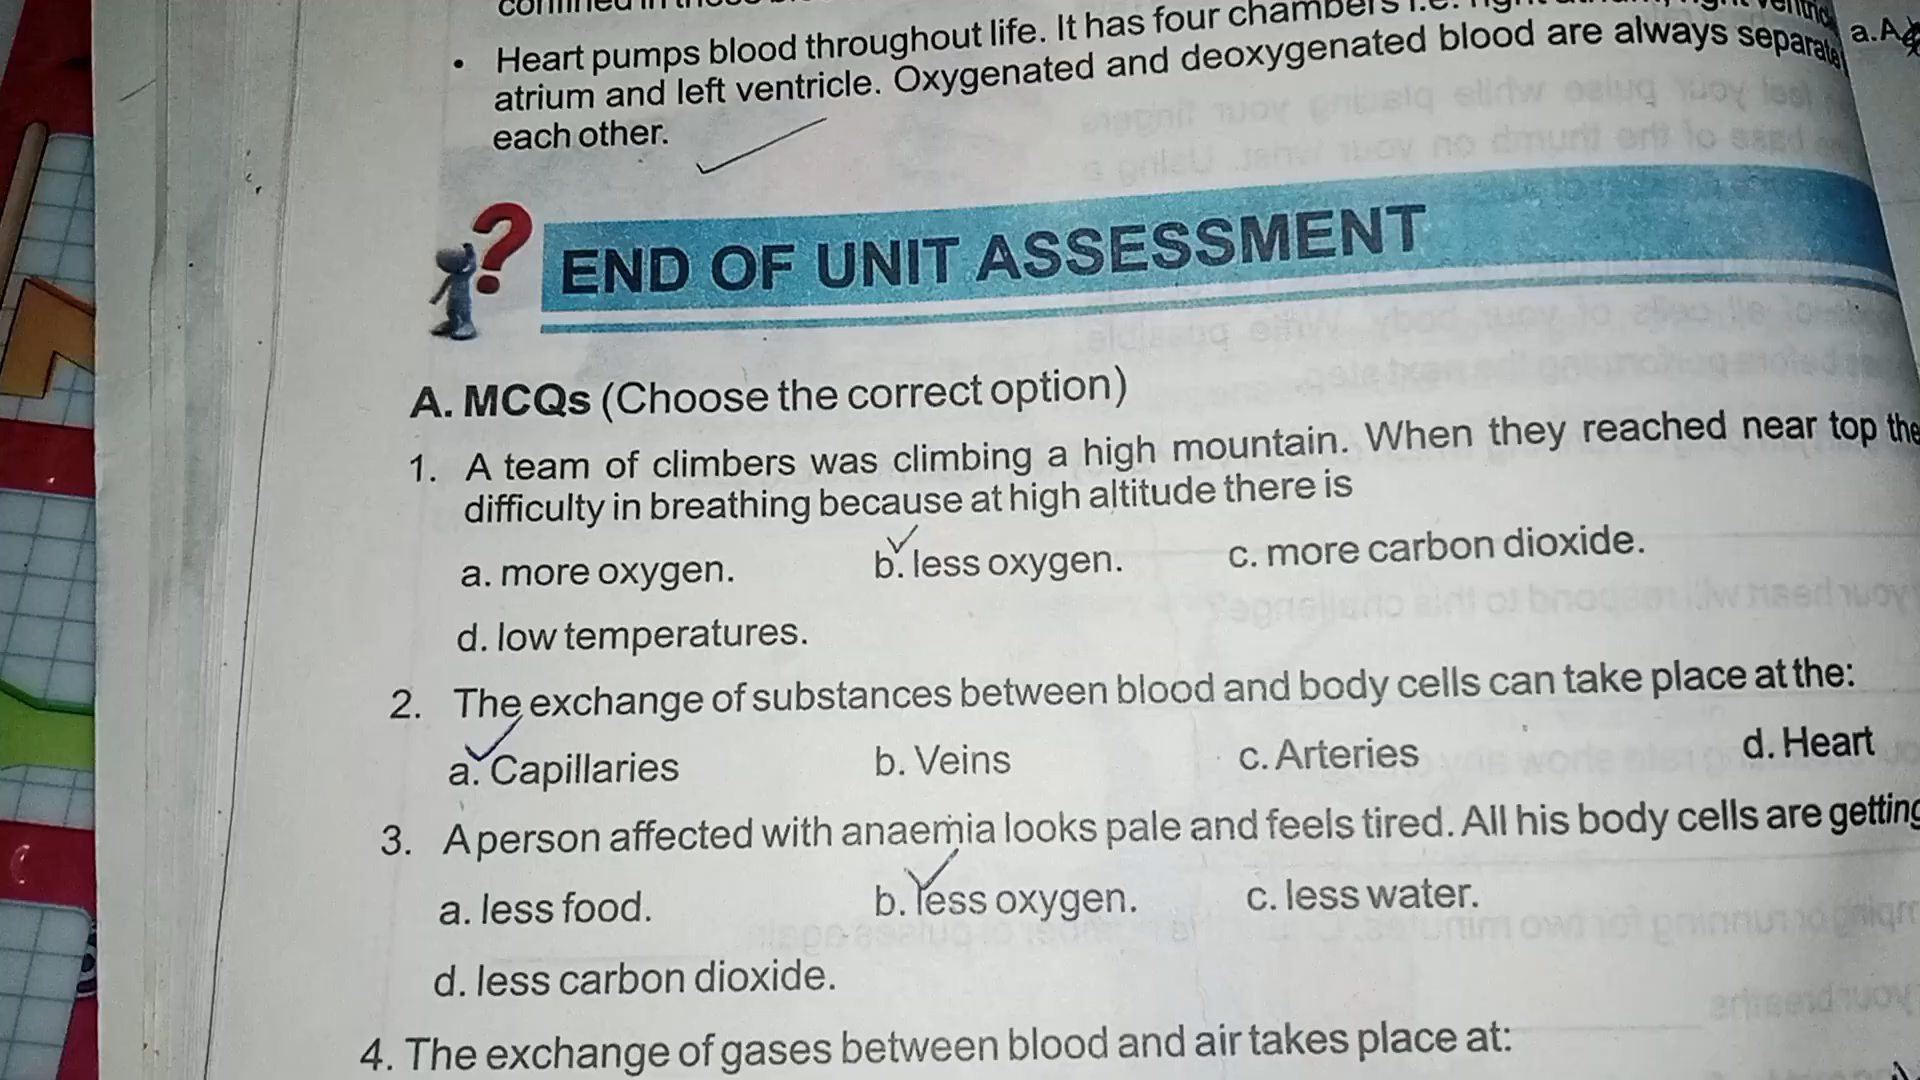 • Heart pumps blood throughout life. It has four chambers i.e.
atrium and left ventricle. Oxygenated and deoxygenated blood are always separate
each other.
a.
? END OF UNIT ASSESSMENT
A. MCQs (Choose the correct option)
1. A team of climbers was climbing a high mountain. When they reached near top the
difficulty in breathing because at high altitude there is
a. more oxygen. b. less oxygen. c. more carbon dioxide.
d. low temperatures.
2. The exchange of substances between blood and body cells can take place at the:
a. Capillaries b. Veins c. Arteries d. Heart
3. A person affected with anaemia looks pale and feels tired. All his body cells are getting
a. less food. b. less oxygen. c. less water.
d. less carbon dioxide.
4. The exchange of gases between blood and air takes place at: